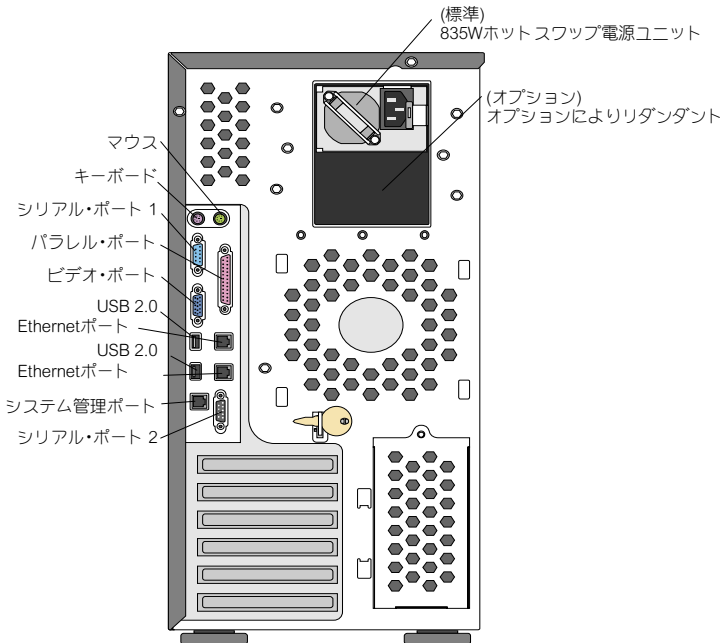 (標準)
835Wホットスワップ電源ユニット
(オプション)
オプションによりリダンダント
マウス
キーボード
シリアル・ポート 1
パラレル・ポート
ビデオ・ポート
USB 2.0
Ethernetポート
USB 2.0
Ethernetポート
システム管理ポート
シリアル・ポート 2